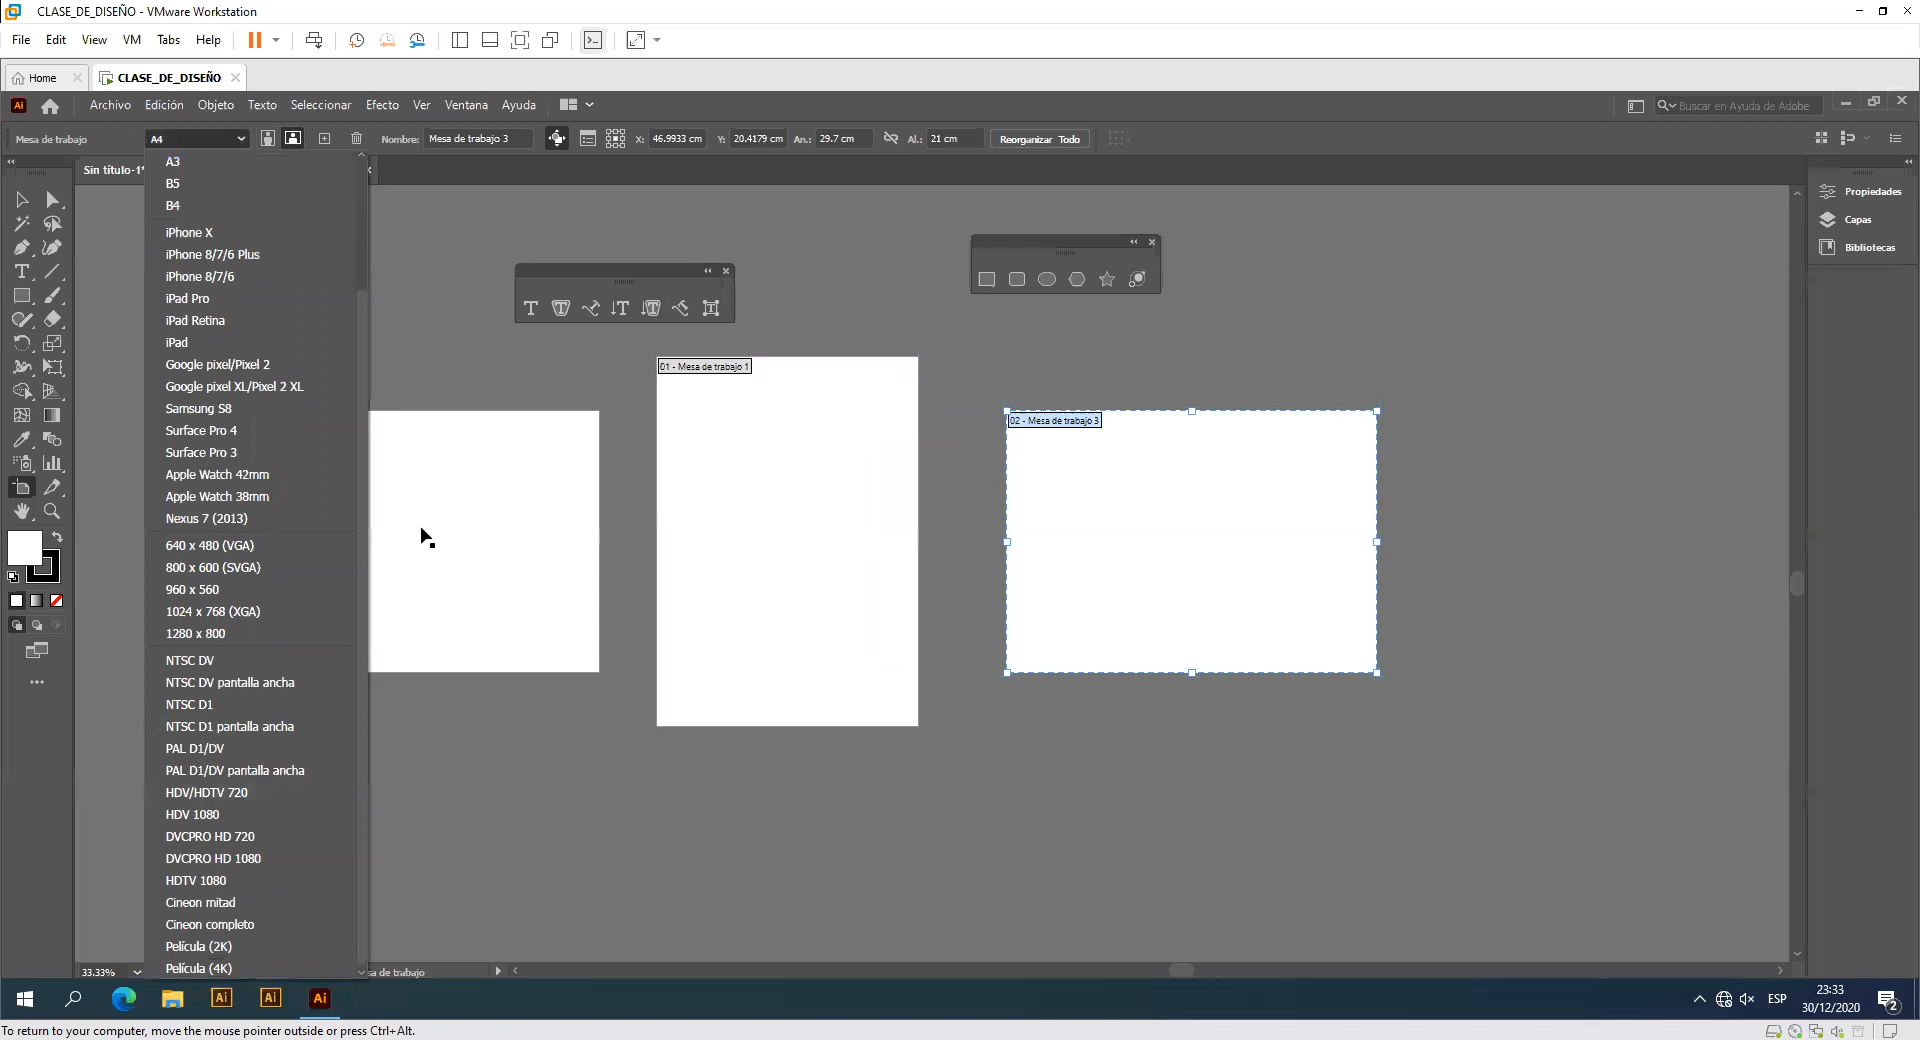 CLASE_DE_DISEÑO - VMware Workstation
File Edit View VM Tabs Help
Home CLASE_DE_DISEÑO
Ai Archivo Edición Objeto Texto Seleccionar Efecto Ver Ventana Ayuda Buscar en Ayuda de Adobe
Mesa de trabajo A4 Nombre: Mesa de trabajo 3 X: 46.9933 cm Y: 20.4179 cm An.: 29.7 cm Al.: 21 cm Reorganizar Todo
Sin título-1*
A3
B5
B4
iPhone X
iPhone 8/7/6 Plus
iPhone 8/7/6
iPad Pro
iPad Retina
iPad
Google pixel/Pixel 2
Google pixel XL/Pixel 2 XL
Samsung S8
Surface Pro 4
Surface Pro 3
Apple Watch 42mm
Apple Watch 38mm
Nexus 7 (2013)
640 x 480 (VGA)
800 x 600 (SVGA)
960 x 560
1024 x 768 (XGA)
1280 x 800
NTSC DV
NTSC DV pantalla ancha
NTSC D1
NTSC D1 pantalla ancha
PAL D1/DV
PAL D1/DV pantalla ancha
HDV/HDTV 720
HDV 1080
DVCPRO HD 720
DVCPRO HD 1080
HDTV 1080
Cineon mitad
Cineon completo
Película (2K)
Película (4K)
01 - Mesa de trabajo 1
02 - Mesa de trabajo 3
Propiedades
Capas
Bibliotecas
33.33% sa de trabajo
Ai Ai Ai ESP 23:33
30/12/2020
2
To return to your computer, move the mouse pointer outside or press Ctrl+Alt.